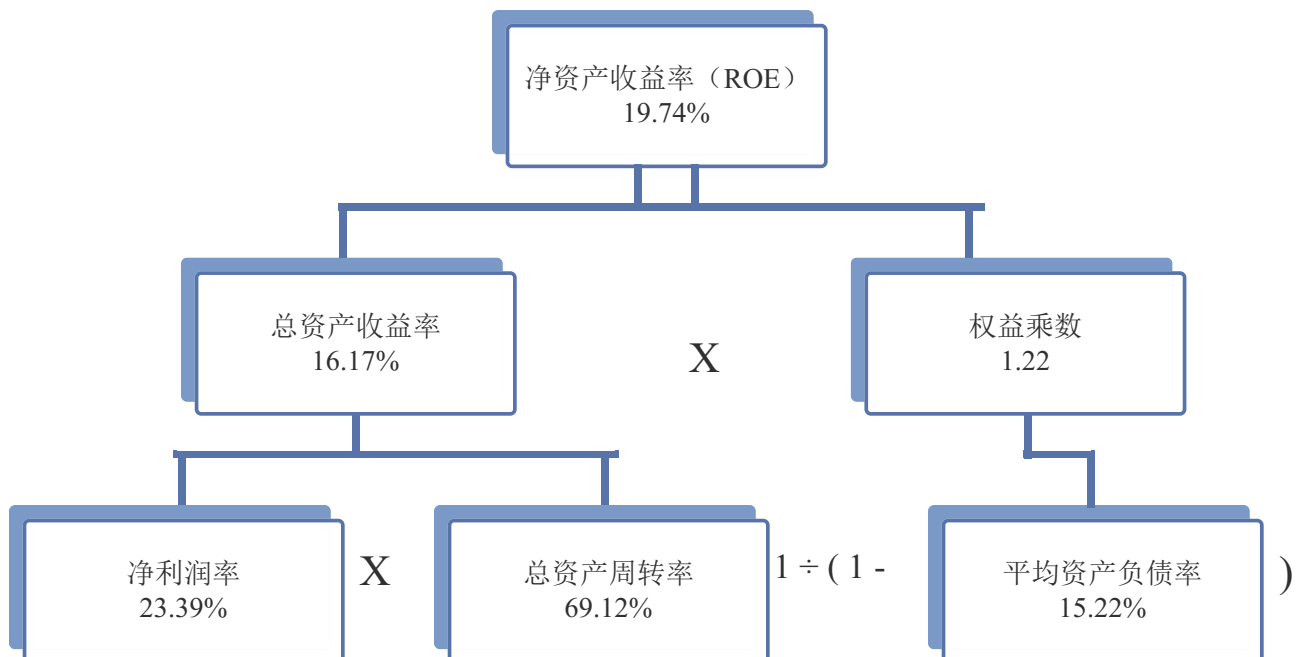 净资产收益率（ROE）
19.74%
总资产收益率
16.17%
X
权益乘数
1.22
净利润率
23.39%
X
总资产周转率
69.12%
1 ÷ ( 1 -
平均资产负债率
15.22%
)